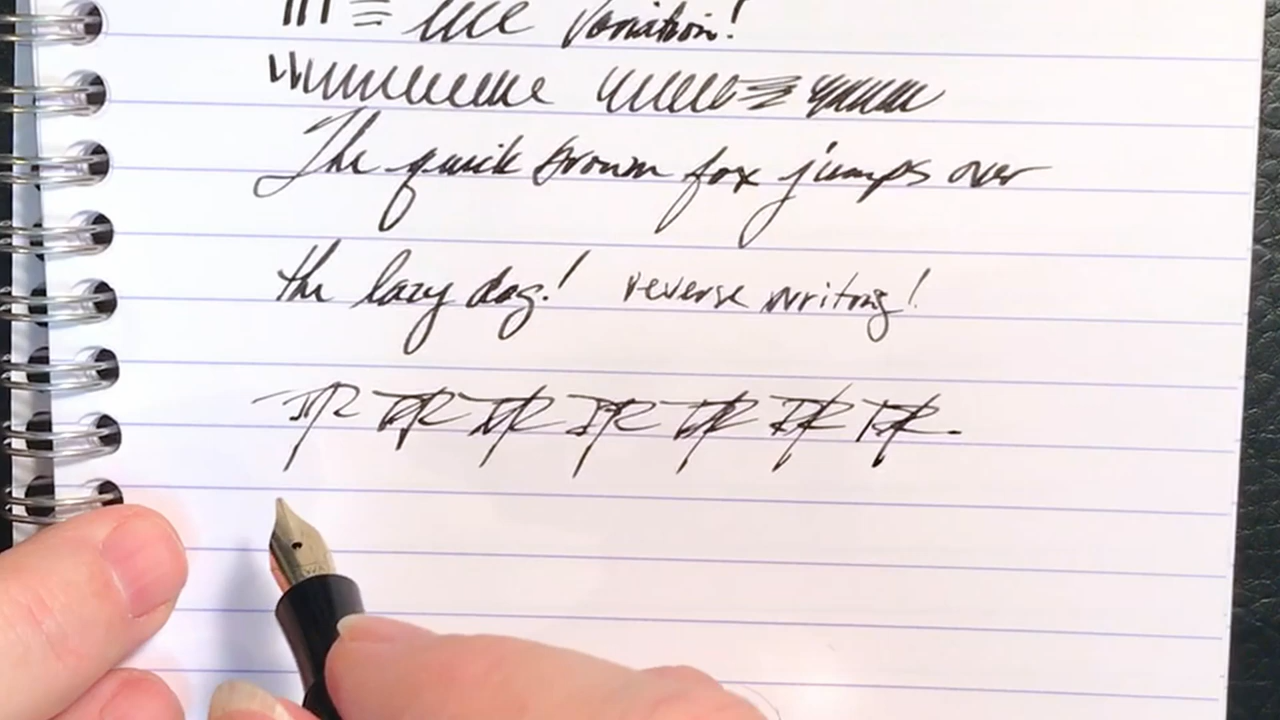 line variation!
The quick brown fox jumps over
the lazy dog! reverse writing!